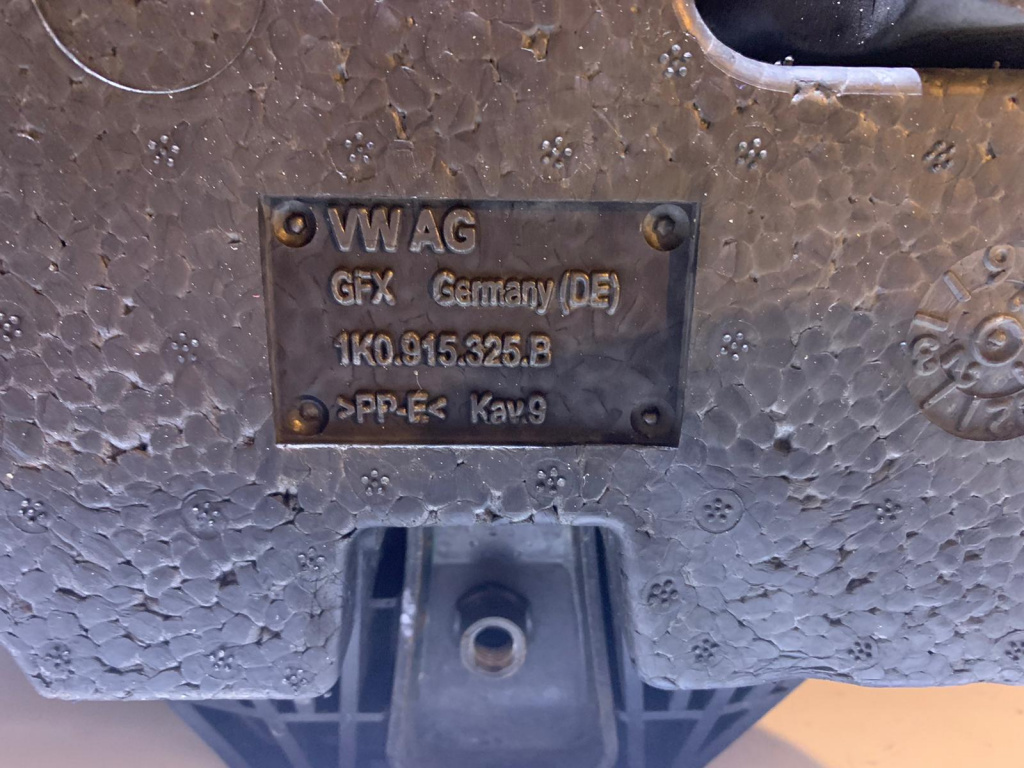 VW AG
GFX Germany (DE)
1K0.915.325.B
>PP-E< Kav.9